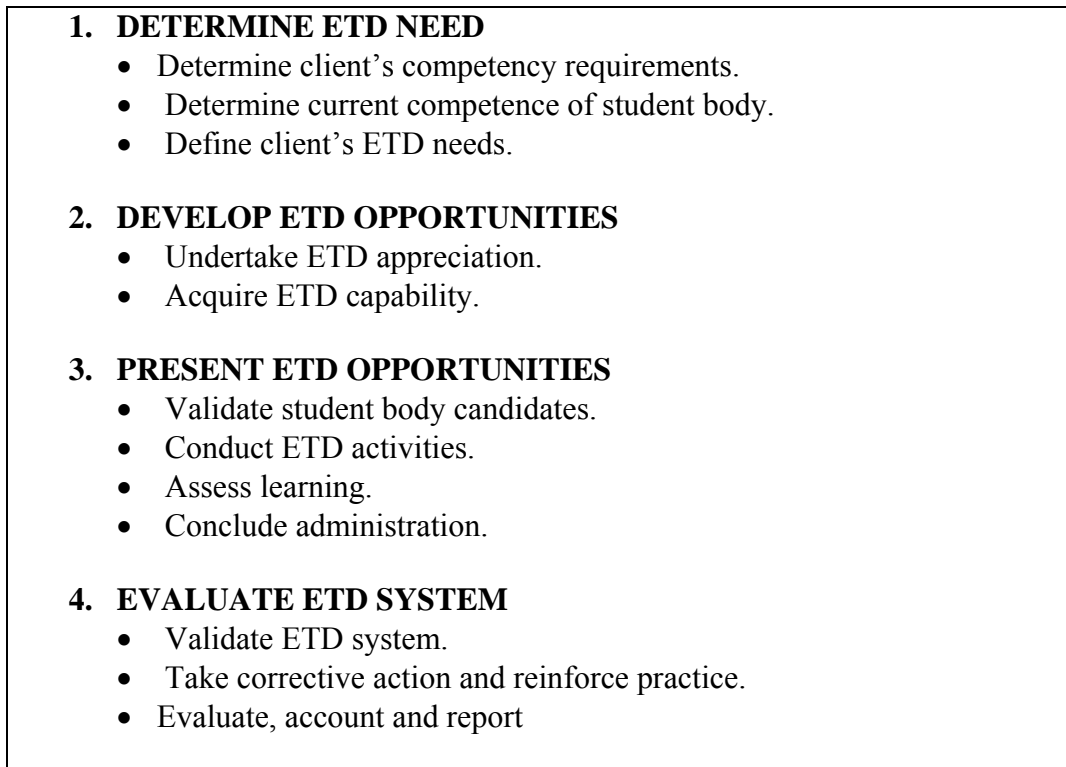 1. DETERMINE ETD NEED
• Determine client’s competency requirements.
• Determine current competence of student body.
• Define client’s ETD needs.
2. DEVELOP ETD OPPORTUNITIES
• Undertake ETD appreciation.
• Acquire ETD capability.
3. PRESENT ETD OPPORTUNITIES
• Validate student body candidates.
• Conduct ETD activities.
• Assess learning.
• Conclude administration.
4. EVALUATE ETD SYSTEM
• Validate ETD system.
• Take corrective action and reinforce practice.
• Evaluate, account and report